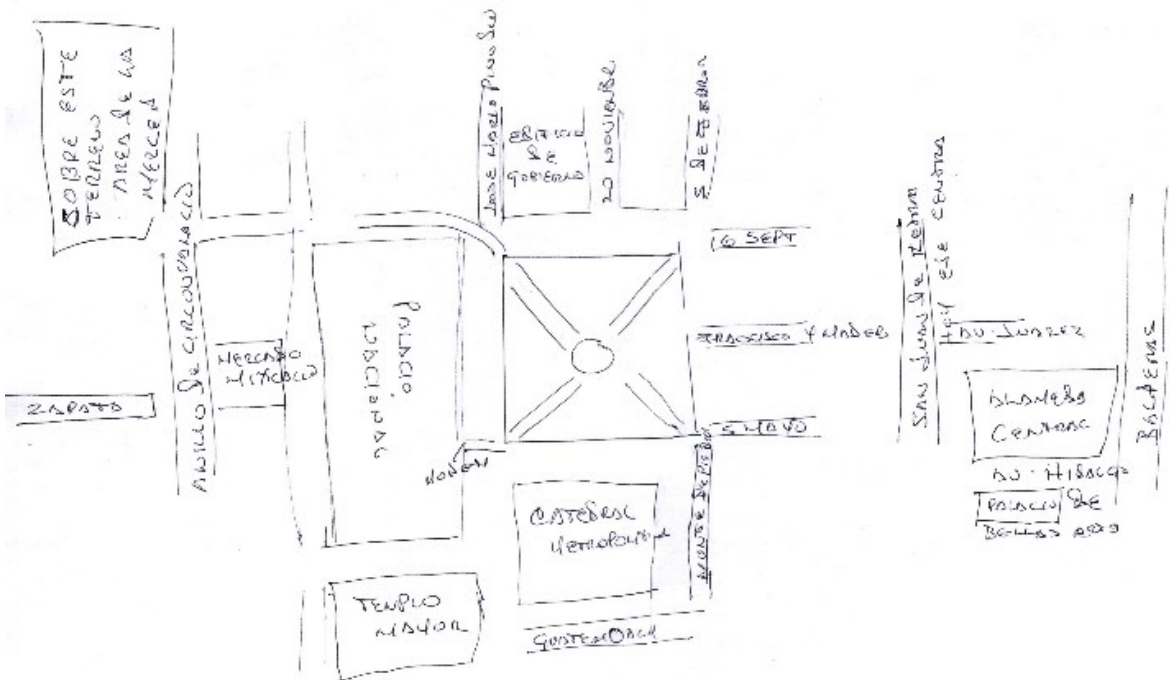 SOBRE ESTE
TERRENO
AREA DE LA
MERCED
ANILLO DE CIRCONVALACIO
ZAPATA
MERCADO
MIXCALCO
PALACIO
NACIONAL
JOSE MARIA PINO SU
EDIFICIO
DE
GOBIERNO
20 NOVIEMBRE
5 DE FEBRERO
16 SEPT
FRANCISCO Y MADERO
5 MAYO
MONEDA
CATEDRAL
METROPOLITANA
MONTE DE PIEDAD
TEMPLO
MAYOR
GUATEMALA
SAN JUAN DE LETRAN
HOY EJE CENTRAL
AV. JUAREZ
ALAMEDA
CENTRAL
AV. HIDALGO
PALACIO DE
BELLAS ARTES
BALDERAS